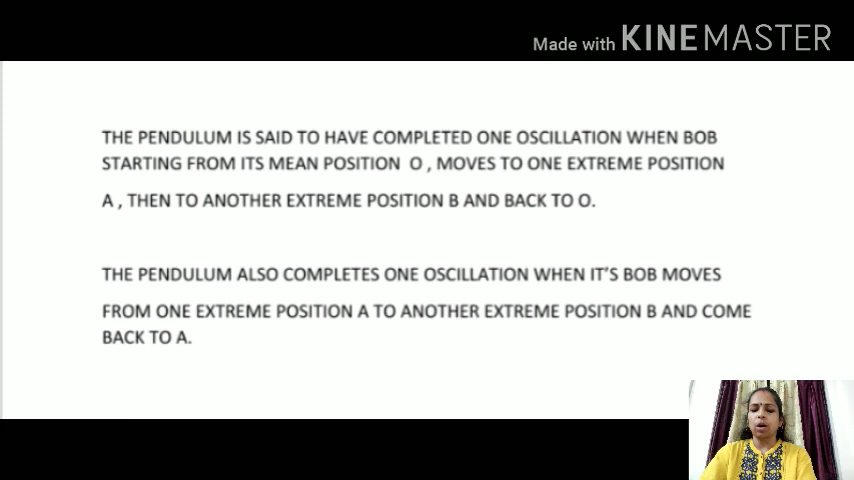 Made with KINEMASTER
THE PENDULUM IS SAID TO HAVE COMPLETED ONE OSCILLATION WHEN BOB
STARTING FROM ITS MEAN POSITION O , MOVES TO ONE EXTREME POSITION
A , THEN TO ANOTHER EXTREME POSITION B AND BACK TO O.
THE PENDULUM ALSO COMPLETES ONE OSCILLATION WHEN IT'S BOB MOVES
FROM ONE EXTREME POSITION A TO ANOTHER EXTREME POSITION B AND COME
BACK TO A.